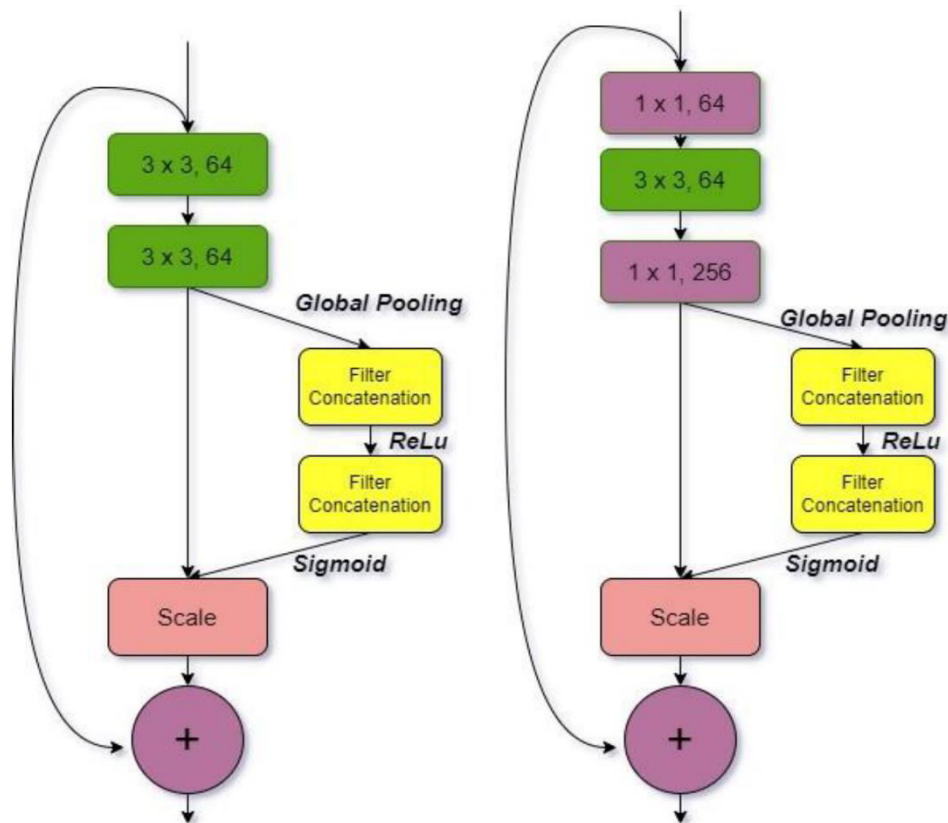 3 x 3, 64
3 x 3, 64
Global Pooling
Filter
Concatenation
ReLu
Filter
Concatenation
Sigmoid
Scale
+
1 x 1, 64
3 x 3, 64
1 x 1, 256
Global Pooling
Filter
Concatenation
ReLu
Filter
Concatenation
Sigmoid
Scale
+